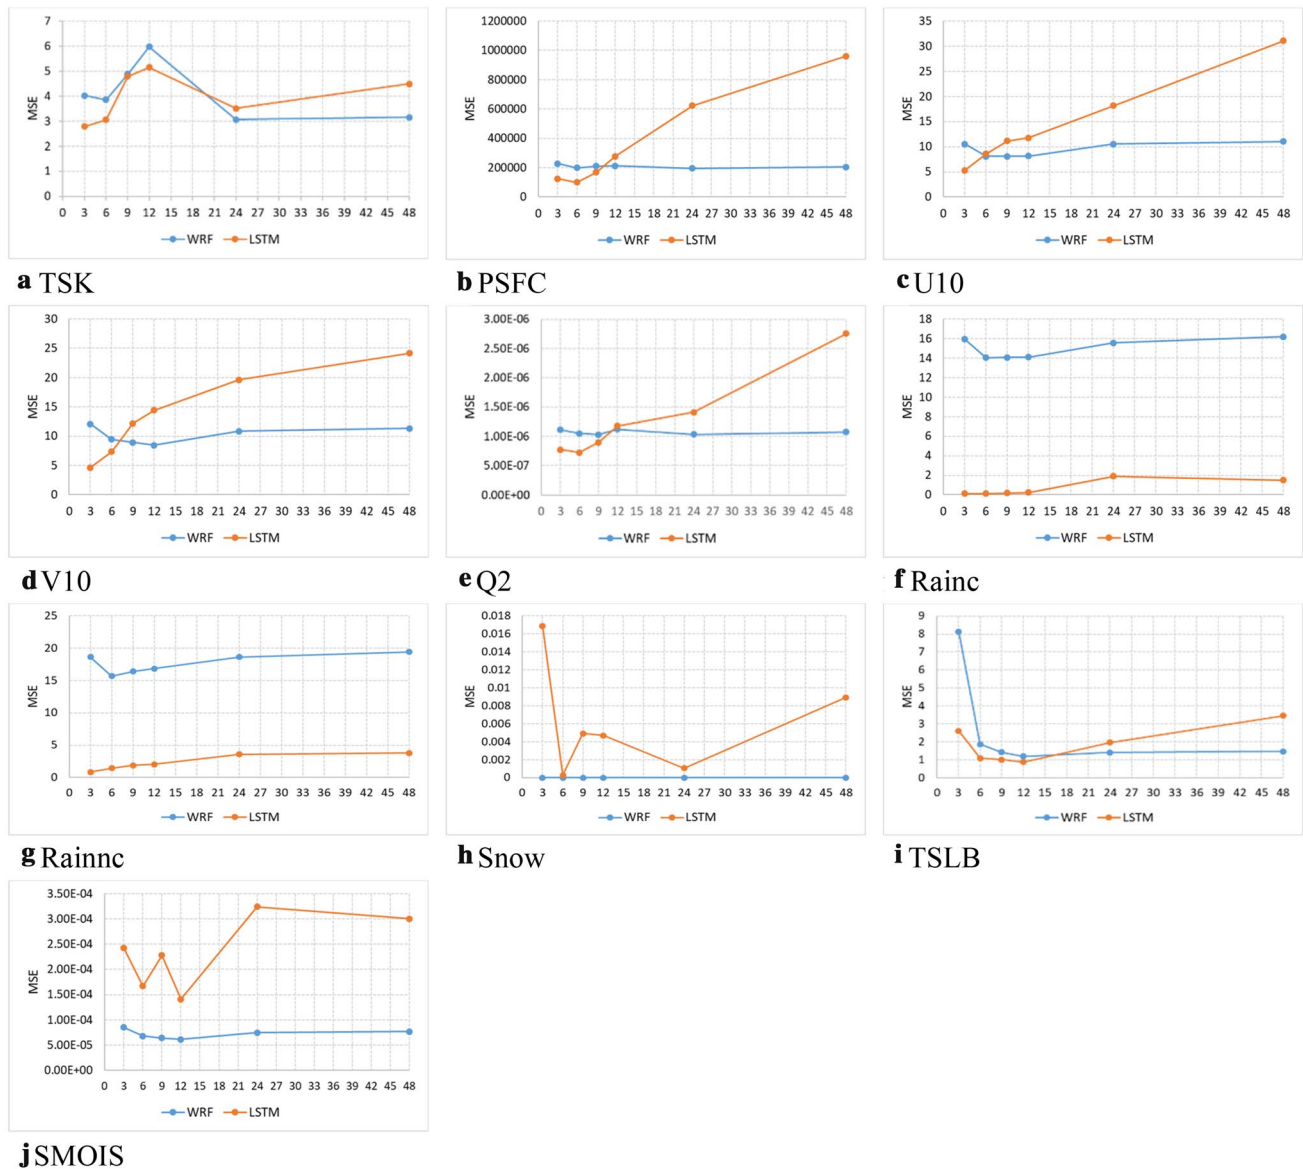 7
6
5
4
3
2
1
0
MSE
0 3 6 9 12 15 18 21 24 27 30 33 36 39 42 45 48
WRF LSTM
a TSK
1200000
1000000
800000
600000
400000
200000
0
MSE
0 3 6 9 12 15 18 21 24 27 30 33 36 39 42 45 48
WRF LSTM
b PSFC
35
30
25
20
15
10
5
0
MSE
0 3 6 9 12 15 18 21 24 27 30 33 36 39 42 45 48
WRF LSTM
c U10
30
25
20
15
10
5
0
MSE
0 3 6 9 12 15 18 21 24 27 30 33 36 39 42 45 48
WRF LSTM
d V10
3.00E-06
2.50E-06
2.00E-06
1.50E-06
1.00E-06
5.00E-07
0.00E+00
MSE
0 3 6 9 12 15 18 21 24 27 30 33 36 39 42 45 48
WRF LSTM
e Q2
18
16
14
12
10
8
6
4
2
0
MSE
0 3 6 9 12 15 18 21 24 27 30 33 36 39 42 45 48
WRF LSTM
f Rainc
25
20
15
10
5
0
MSE
0 3 6 9 12 15 18 21 24 27 30 33 36 39 42 45 48
WRF LSTM
g Rainnc
0.018
0.016
0.014
0.012
0.01
0.008
0.006
0.004
0.002
0
MSE
0 3 6 9 12 15 18 21 24 27 30 33 36 39 42 45 48
WRF LSTM
h Snow
9
8
7
6
5
4
3
2
1
0
MSE
0 3 6 9 12 15 18 21 24 27 30 33 36 39 42 45 48
WRF LSTM
i TSLB
3.50E-04
3.00E-04
2.50E-04
2.00E-04
1.50E-04
1.00E-04
5.00E-05
0.00E+00
MSE
0 3 6 9 12 15 18 21 24 27 30 33 36 39 42 45 48
WRF LSTM
j SMOIS